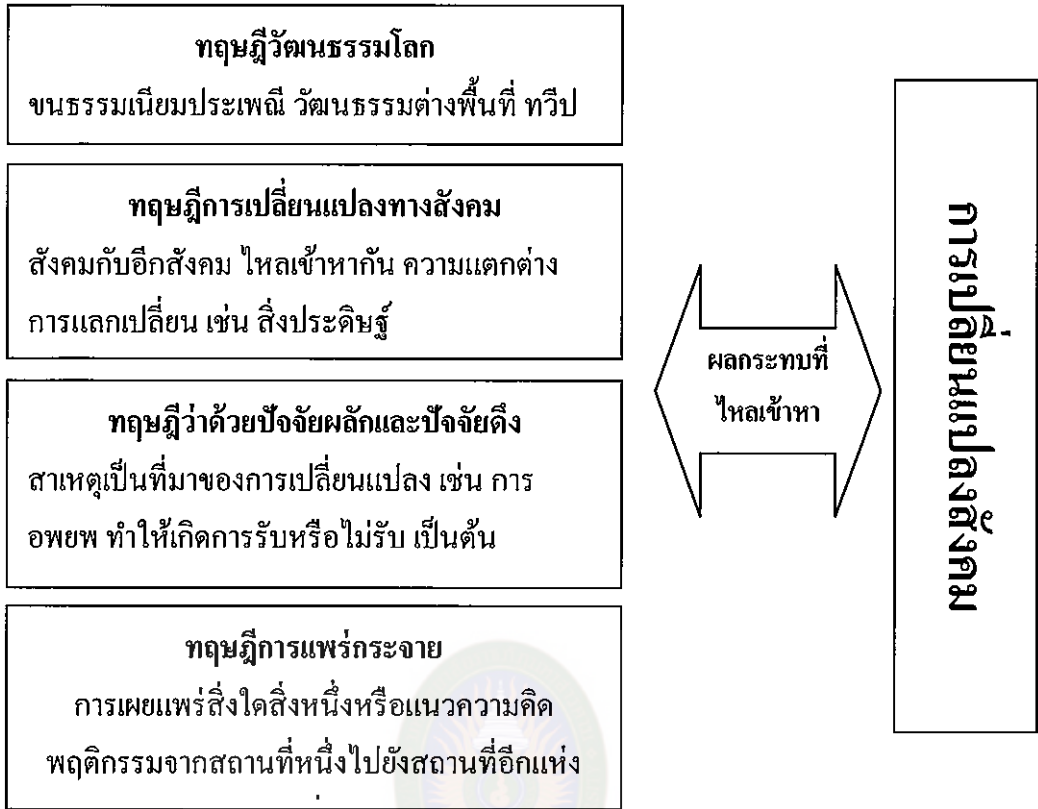 ทฤษฎีวัฒนธรรมโลก
ขนธรรมเนียมประเพณี วัฒนธรรมต่างพื้นที่ ทวีป
ทฤษฎีการเปลี่ยนแปลงทางสังคม
สังคมกับอีกสังคม ไหลเข้าหากัน ความแตกต่าง
การแลกเปลี่ยน เช่น สิ่งประดิษฐ์
ทฤษฎีว่าด้วยปัจจัยผลักและปัจจัยดึง
สาเหตุเป็นที่มาของการเปลี่ยนแปลง เช่น การ
อพยพ ทำให้เกิดการรับหรือไม่รับ เป็นต้น
ทฤษฎีการแพร่กระจาย
การเผยแพร่สิ่งใดสิ่งหนึ่งหรือแนวความคิด
พฤติกรรมจากสถานที่หนึ่งไปยังสถานที่อีกแห่ง
ผลกระทบที่
ไหลเข้าหา
การเปลี่ยนแปลงสังคม